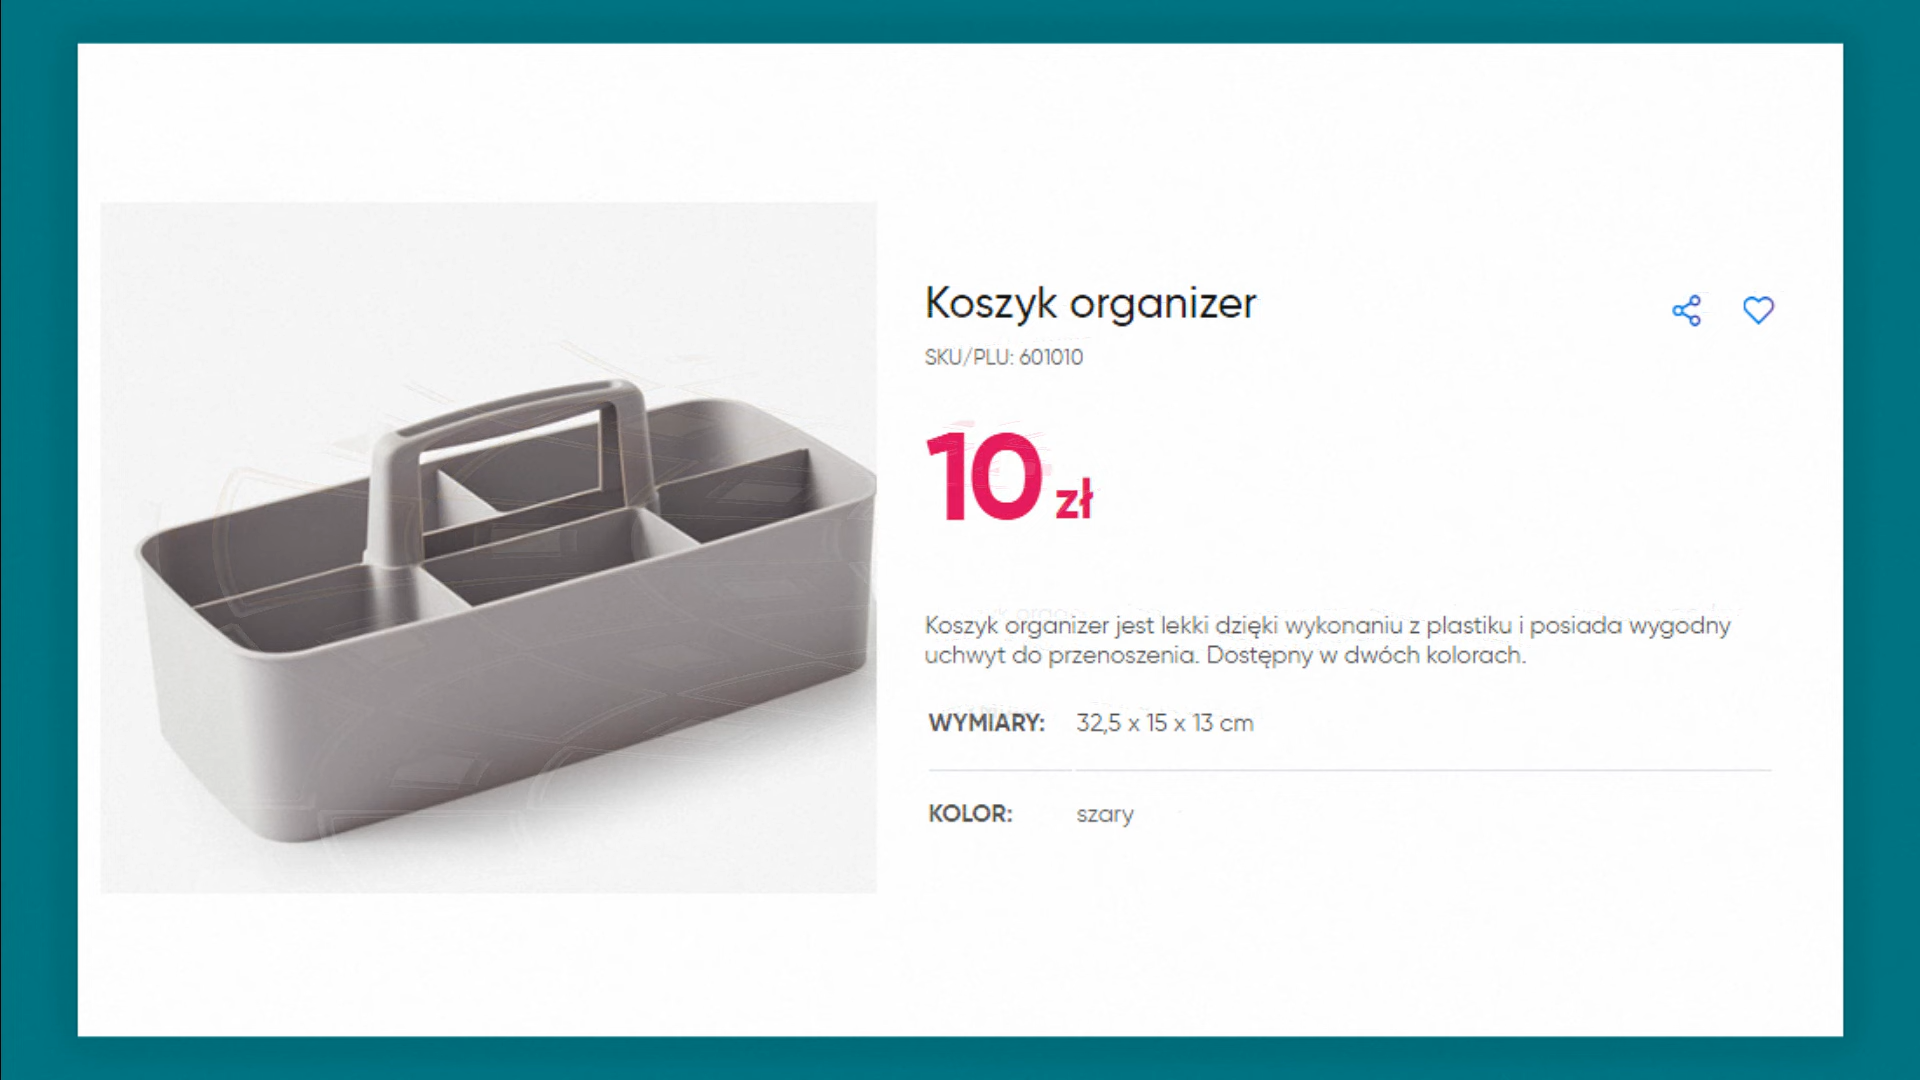 Koszyk organizer
SKU/PLU: 601010
10 zł
Koszyk organizer jest lekki dzięki wykonaniu z plastiku i posiada wygodny
uchwyt do przenoszenia. Dostępny w dwóch kolorach.
WYMIARY: 32,5 x 15 x 13 cm
KOLOR: szary